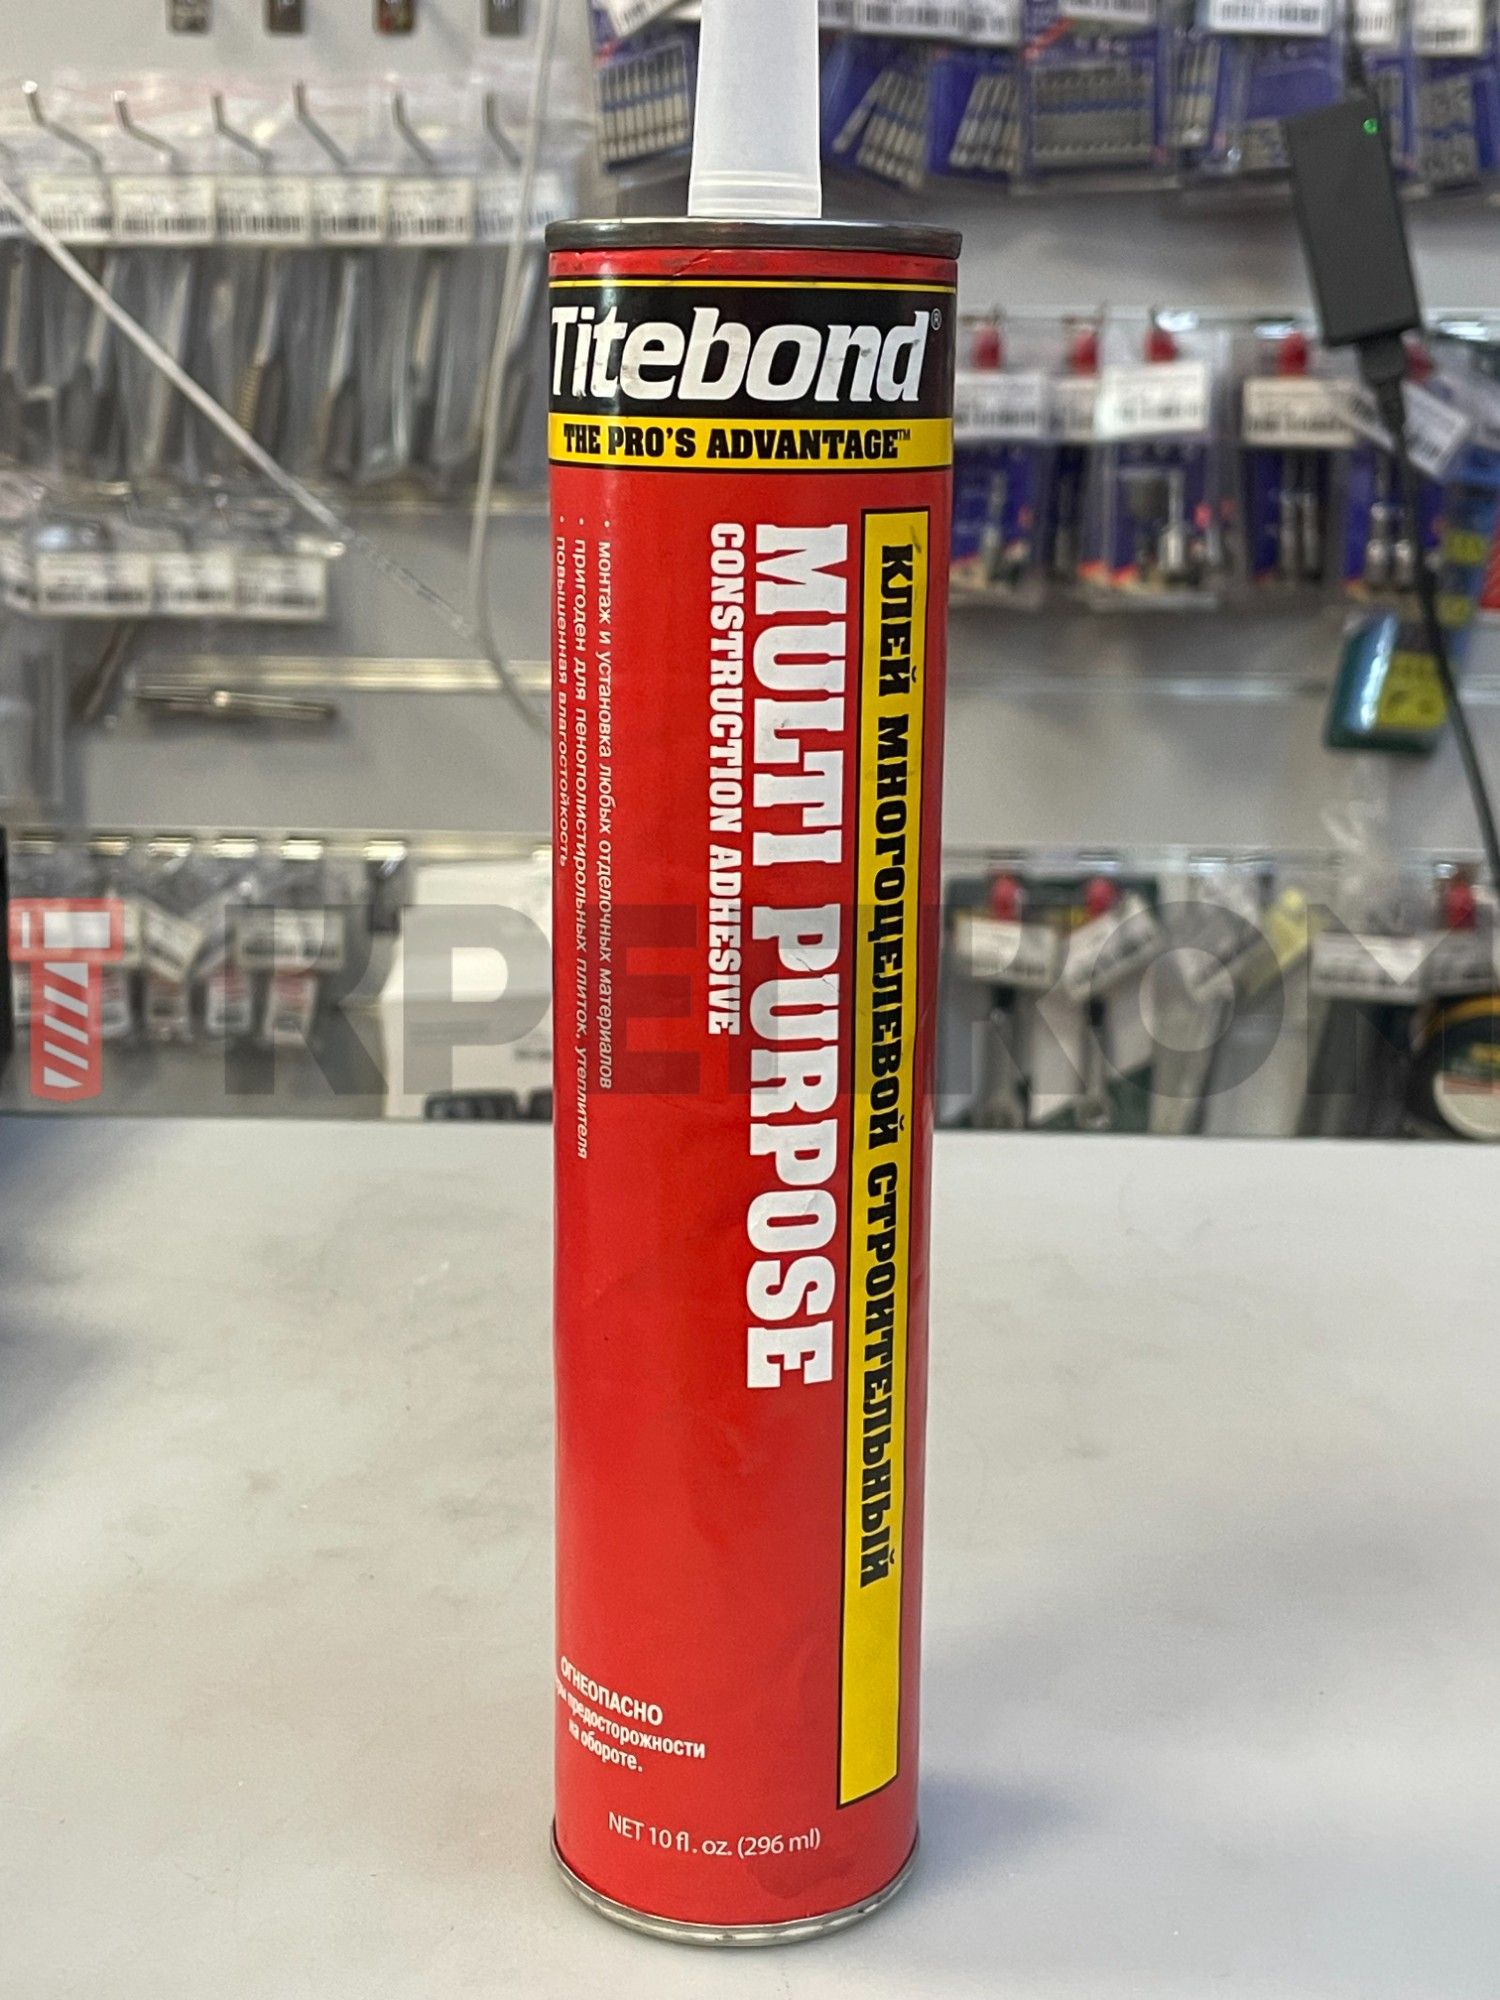 Titebond®
THE PRO'S ADVANTAGE™
КЛЕЙ МНОГОЦЕЛЕВОЙ СТРОИТЕЛЬНЫЙ
MULTI PURPOSE
CONSTRUCTION ADHESIVE
• монтаж и установка любых отделочных материалов
• пригоден для пенополистирольных плиток, утеплителя
• повышенная влагостойкость
ОГНЕОПАСНО
предосторожности
на обороте.
NET 10 fl. oz. (296 ml)